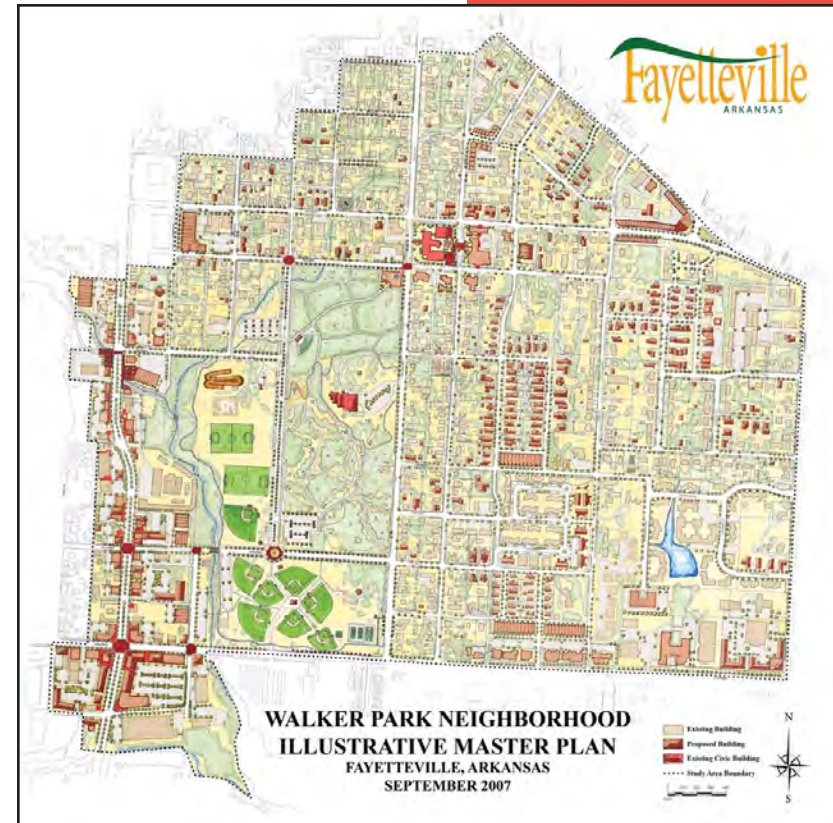 Fayetteville
ARKANSAS
WALKER PARK NEIGHBORHOOD
ILLUSTRATIVE MASTER PLAN
FAYETTEVILLE, ARKANSAS
SEPTEMBER 2007
Existing Building
Proposed Building
Existing Civic Building
Study Area Boundary
N
S